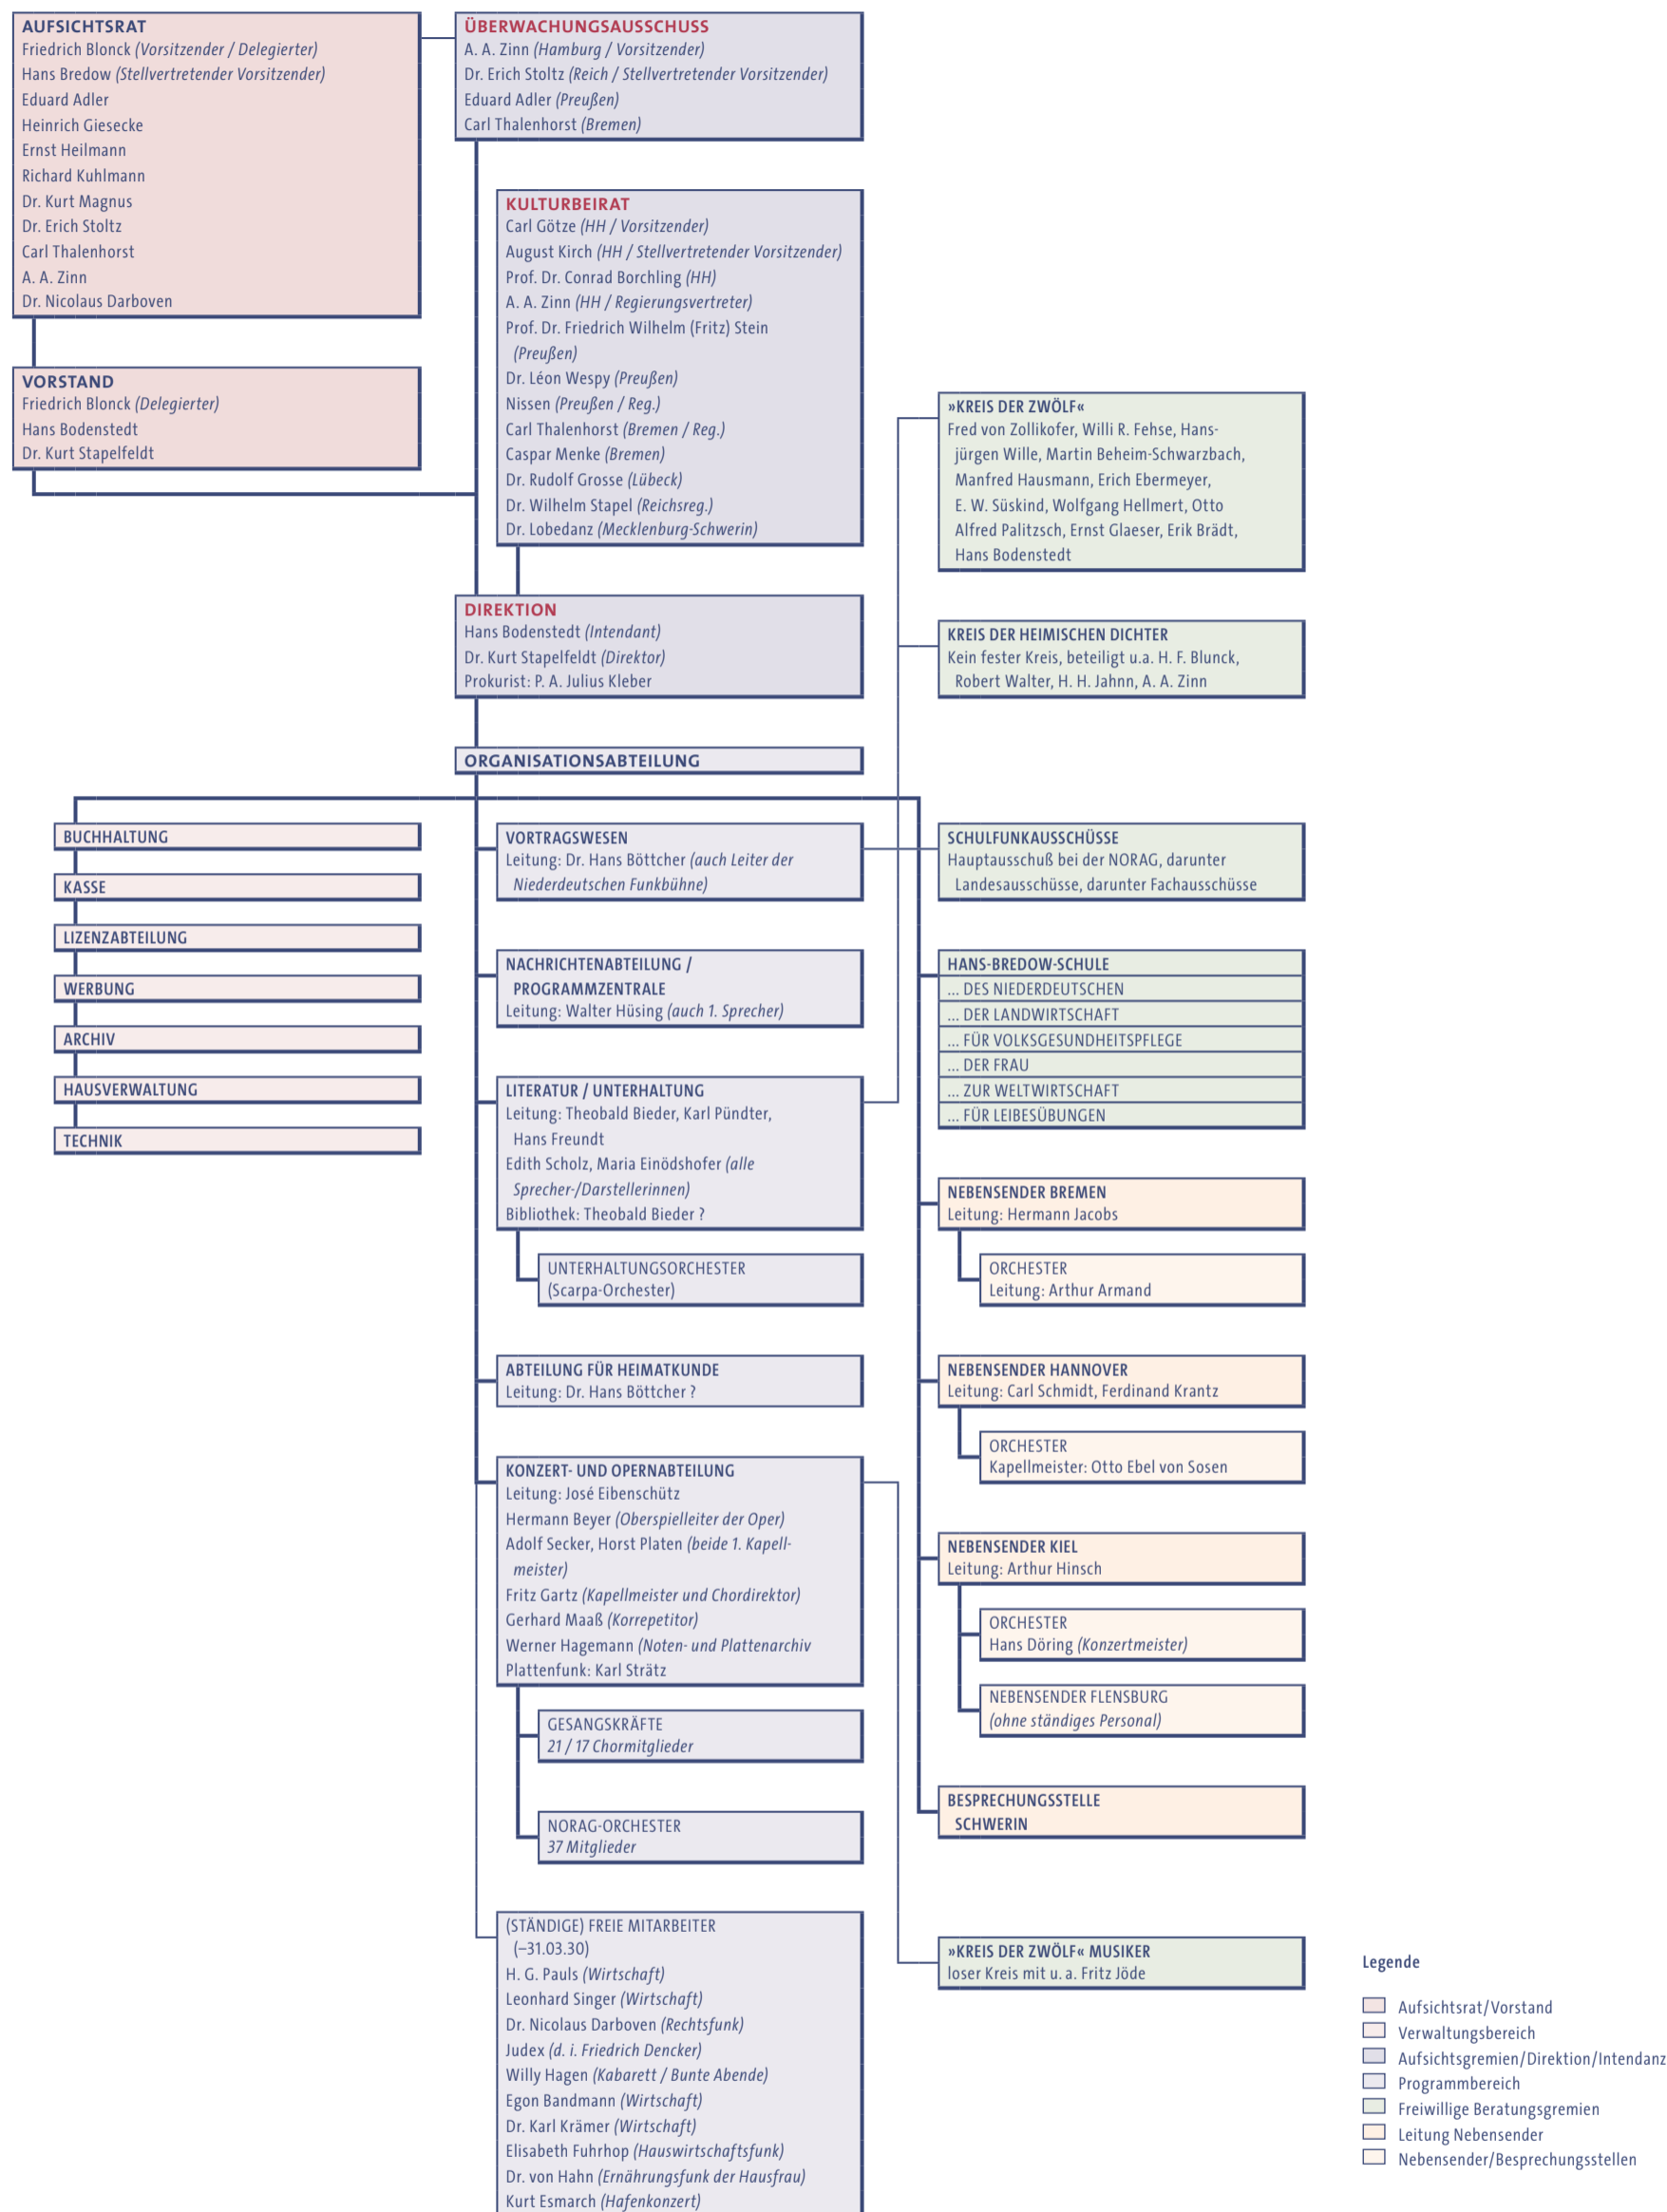 AUFSICHTSRAT
Friedrich Blonck (Vorsitzender / Delegierter)
Hans Bredow (Stellvertretender Vorsitzender)
Eduard Adler
Heinrich Giesecke
Ernst Heilmann
Richard Kuhlmann
Dr. Kurt Magnus
Dr. Erich Stoltz
Carl Thalenhorst
A. A. Zinn
Dr. Nicolaus Darboven
VORSTAND
Friedrich Blonck (Delegierter)
Hans Bodenstedt
Dr. Kurt Stapelfeldt
ÜBERWACHUNGSAUSSCHUSS
A. A. Zinn (Hamburg / Vorsitzender)
Dr. Erich Stoltz (Reich / Stellvertretender Vorsitzender)
Eduard Adler (Preußen)
Carl Thalenhorst (Bremen)
KULTURBEIRAT
Carl Götze (HH / Vorsitzender)
August Kirch (HH / Stellvertretender Vorsitzender)
Prof. Dr. Conrad Borchling (HH)
A. A. Zinn (HH / Regierungsvertreter)
Prof. Dr. Friedrich Wilhelm (Fritz) Stein
(Preußen)
Dr. Léon Wespy (Preußen)
Nissen (Preußen / Reg.)
Carl Thalenhorst (Bremen / Reg.)
Caspar Menke (Bremen)
Dr. Rudolf Grosse (Lübeck)
Dr. Wilhelm Stapel (Reichsreg.)
Dr. Lobedanz (Mecklenburg-Schwerin)
DIREKTION
Hans Bodenstedt (Intendant)
Dr. Kurt Stapelfeldt (Direktor)
Prokurist: P. A. Julius Kleber
ORGANISATIONSABTEILUNG
BUCHHALTUNG
KASSE
LIZENZABTEILUNG
WERBUNG
ARCHIV
HAUSVERWALTUNG
TECHNIK
VORTRAGSWESEN
Leitung: Dr. Hans Böttcher (auch Leiter der
Niederdeutschen Funkbühne)
NACHRICHTENABTEILUNG /
PROGRAMMZENTRALE
Leitung: Walter Hüsing (auch 1. Sprecher)
LITERATUR / UNTERHALTUNG
Leitung: Theobald Bieder, Karl Pündter,
Hans Freundt
Edith Scholz, Maria Einödshofer (alle
Sprecher-/Darstellerinnen)
Bibliothek: Theobald Bieder ?
UNTERHALTUNGSORCHESTER
(Scarpa-Orchester)
ABTEILUNG FÜR HEIMATKUNDE
Leitung: Dr. Hans Böttcher ?
KONZERT- UND OPERNABTEILUNG
Leitung: José Eibenschütz
Hermann Beyer (Oberspielleiter der Oper)
Adolf Secker, Horst Platen (beide 1. Kapell-
meister)
Fritz Gartz (Kapellmeister und Chordirektor)
Gerhard Maaß (Korrepetitor)
Werner Hagemann (Noten- und Plattenarchiv
Plattenfunk: Karl Strätz
GESANGSKRÄFTE
21 / 17 Chormitglieder
NORAG-ORCHESTER
37 Mitglieder
(STÄNDIGE) FREIE MITARBEITER
(–31.03.30)
H. G. Pauls (Wirtschaft)
Leonhard Singer (Wirtschaft)
Dr. Nicolaus Darboven (Rechtsfunk)
Judex (d. i. Friedrich Dencker)
Willy Hagen (Kabarett / Bunte Abende)
Egon Bandmann (Wirtschaft)
Dr. Karl Krämer (Wirtschaft)
Elisabeth Fuhrhop (Hauswirtschaftsfunk)
Dr. von Hahn (Ernährungsfunk der Hausfrau)
Kurt Esmarch (Hafenkonzert)
»KREIS DER ZWÖLF«
Fred von Zollikofer, Willi R. Fehse, Hans-
jürgen Wille, Martin Beheim-Schwarzbach,
Manfred Hausmann, Erich Ebermeyer,
E. W. Süskind, Wolfgang Hellmert, Otto
Alfred Palitzsch, Ernst Glaeser, Erik Brädt,
Hans Bodenstedt
KREIS DER HEIMISCHEN DICHTER
Kein fester Kreis, beteiligt u.a. H. F. Blunck,
Robert Walter, H. H. Jahnn, A. A. Zinn
SCHULFUNKAUSSCHÜSSE
Hauptausschuß bei der NORAG, darunter
Landesausschüsse, darunter Fachausschüsse
HANS-BREDOW-SCHULE
... DES NIEDERDEUTSCHEN
... DER LANDWIRTSCHAFT
... FÜR VOLKSGESUNDHEITSPFLEGE
... DER FRAU
... ZUR WELTWIRTSCHAFT
... FÜR LEIBESÜBUNGEN
NEBENSENDER BREMEN
Leitung: Hermann Jacobs
ORCHESTER
Leitung: Arthur Armand
NEBENSENDER HANNOVER
Leitung: Carl Schmidt, Ferdinand Krantz
ORCHESTER
Kapellmeister: Otto Ebel von Sosen
NEBENSENDER KIEL
Leitung: Arthur Hinsch
ORCHESTER
Hans Döring (Konzertmeister)
NEBENSENDER FLENSBURG
(ohne ständiges Personal)
BESPRECHUNGSSTELLE
SCHWERIN
»KREIS DER ZWÖLF« MUSIKER
loser Kreis mit u. a. Fritz Jöde
Legende
Aufsichtsrat/Vorstand
Verwaltungsbereich
Aufsichtsgremien/Direktion/Intendanz
Programmbereich
Freiwillige Beratungsgremien
Leitung Nebensender
Nebensender/Besprechungsstellen